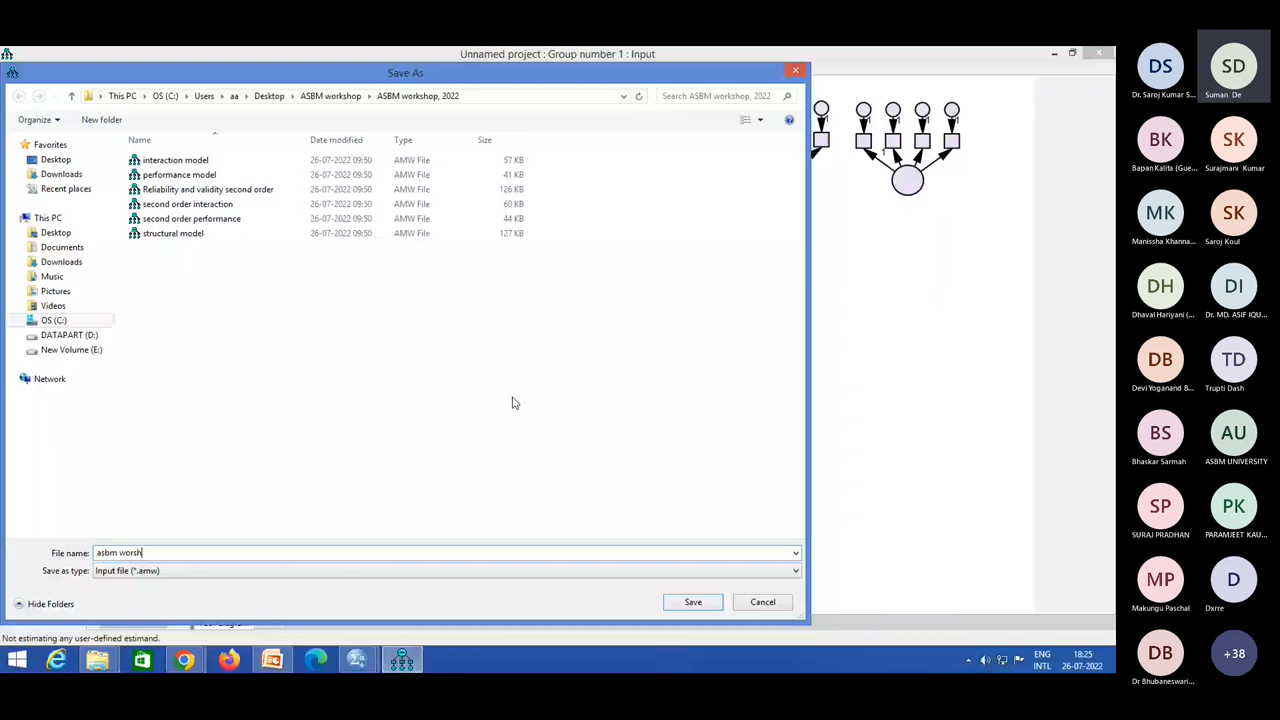 Unnamed project : Group number 1 : Input
Save As
This PC
OS (C:)
Users
aa
Desktop
ASBM workshop
ASBM workshop, 2022
Search ASBM workshop, 2022
Organize
New folder
Name
Date modified
Type
Size
Favorites
Desktop
Downloads
Recent places
This PC
Desktop
Documents
Downloads
Music
Pictures
Videos
OS (C:)
DATAPART (D:)
New Volume (E:)
Network
interaction model 26-07-2022 09:50 AMW File 57 KB
performance model 26-07-2022 09:50 AMW File 41 KB
Reliability and validity second order 26-07-2022 09:50 AMW File 126 KB
second order interaction 26-07-2022 09:50 AMW File 60 KB
second order performance 26-07-2022 09:50 AMW File 44 KB
structural model 26-07-2022 09:50 AMW File 127 KB
File name: asbm worsh
Save as type: Input file (*.amw)
Hide Folders
Save
Cancel
Not estimating any user-defined estimand.
ENG
INTL
18:25
26-07-2022
DS
Dr. Saroj Kumar S...
SD
Suman De
BK
Bapan Kalita (Gue...
SK
Surajmani Kumar
MK
Manissha Khanna...
SK
Saroj Koul
DH
Dhaval Hariyani (...
DI
Dr. MD. ASIF IQU...
DB
Devi Yoganand B...
TD
Trupti Dash
BS
Bhaskar Sarmah
AU
ASBM UNIVERSITY
SP
SURAJ PRADHAN
PK
PARAMJEET KAU...
MP
Makungu Paschal
D
Dxrre
DB
Dr Bhubaneswari...
+38